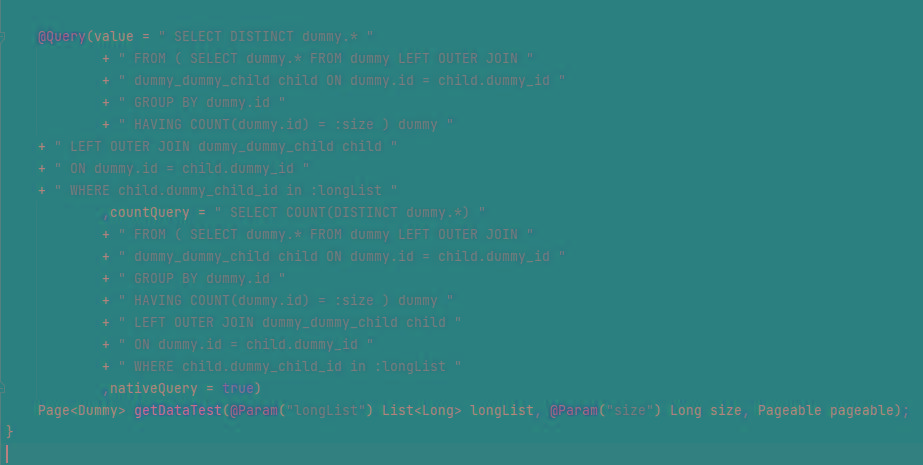 @Query(value = " SELECT DISTINCT dummy.* "
+ " FROM ( SELECT dummy.* FROM dummy LEFT OUTER JOIN "
+ " dummy_dummy_child child ON dummy.id = child.dummy_id "
+ " GROUP BY dummy.id "
+ " HAVING COUNT(dummy.id) = :size ) dummy "
+ " LEFT OUTER JOIN dummy_dummy_child child "
+ " ON dummy.id = child.dummy_id "
+ " WHERE child.dummy_child_id in :longList "
,countQuery = " SELECT COUNT(DISTINCT dummy.*) "
+ " FROM ( SELECT dummy.* FROM dummy LEFT OUTER JOIN "
+ " dummy_dummy_child child ON dummy.id = child.dummy_id "
+ " GROUP BY dummy.id "
+ " HAVING COUNT(dummy.id) = :size ) dummy "
+ " LEFT OUTER JOIN dummy_dummy_child child "
+ " ON dummy.id = child.dummy_id "
+ " WHERE child.dummy_child_id in :longList "
,nativeQuery = true)
Page<Dummy> getDataTest(@Param("longList") List<Long> longList, @Param("size") Long size, Pageable pageable);
}